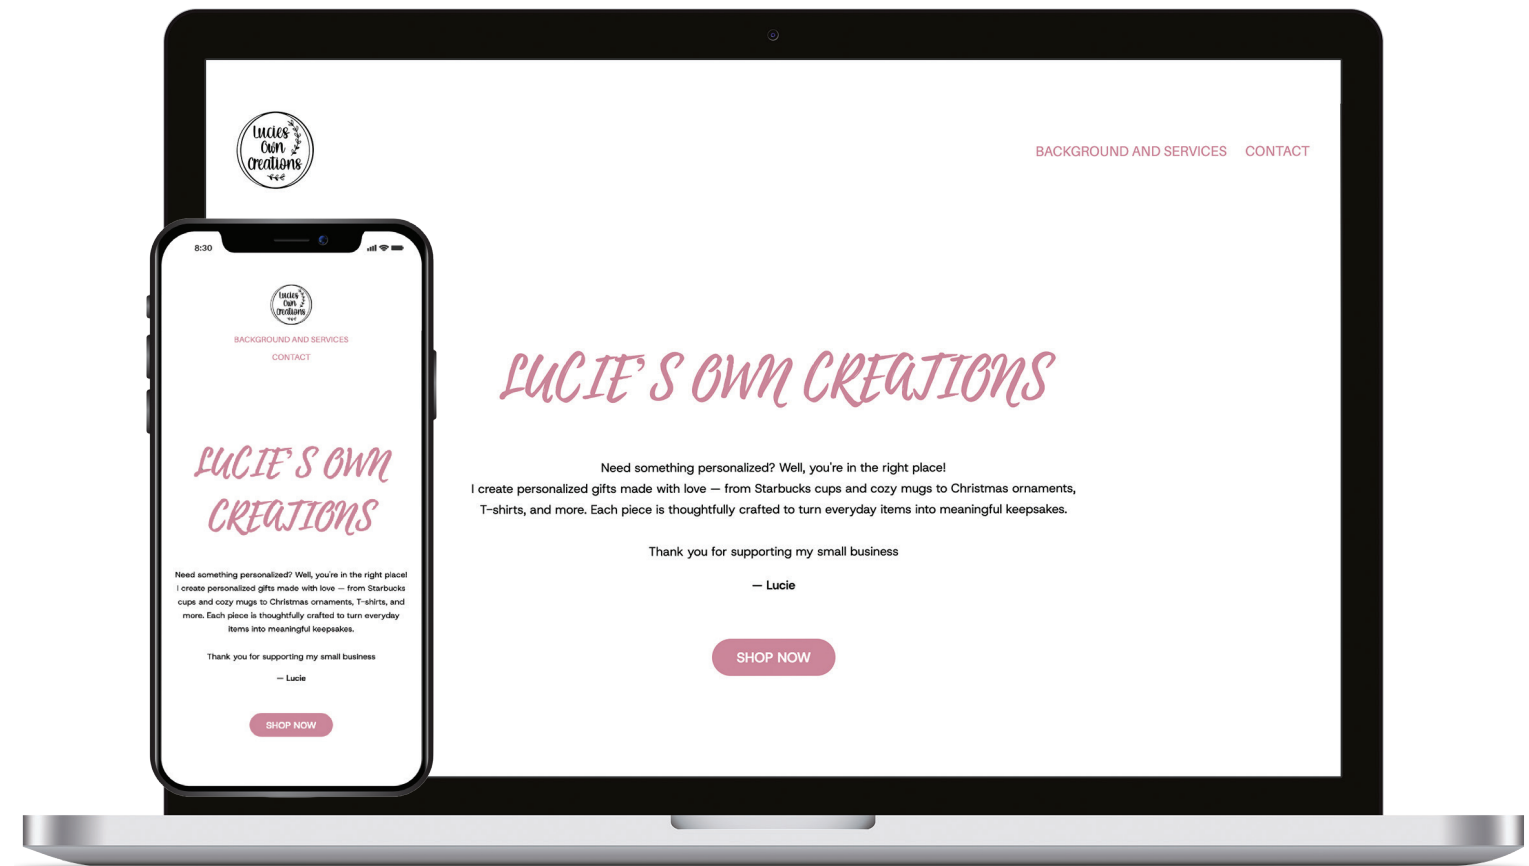 Lucies
Own
Creations
BACKGROUND AND SERVICES CONTACT
LUCIE'S OWN CREATIONS
Need something personalized? Well, you're in the right place!
I create personalized gifts made with love — from Starbucks cups and cozy mugs to Christmas ornaments,
T-shirts, and more. Each piece is thoughtfully crafted to turn everyday items into meaningful keepsakes.
Thank you for supporting my small business
— Lucie
SHOP NOW
8:30
Lucies
Own
Creations
BACKGROUND AND SERVICES
CONTACT
LUCIE'S OWN
CREATIONS
Need something personalized? Well, you're in the right place!
I create personalized gifts made with love — from Starbucks
cups and cozy mugs to Christmas ornaments, T-shirts, and
more. Each piece is thoughtfully crafted to turn everyday
items into meaningful keepsakes.
Thank you for supporting my small business
— Lucie
SHOP NOW